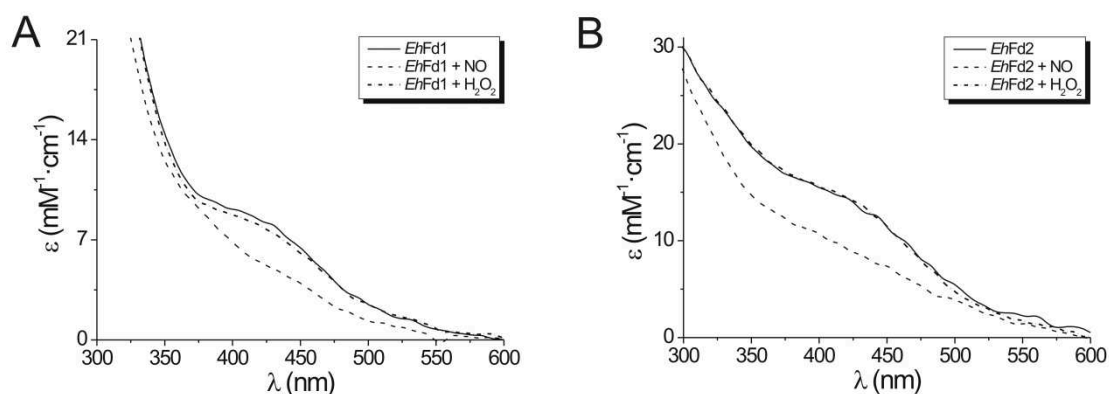 A
21
14
7
0
ε (mM⁻¹·cm⁻¹)
EhFd1
EhFd1 + NO
EhFd1 + H₂O₂
300 350 400 450 500 550 600
λ (nm)
B
30
20
10
0
ε (mM⁻¹·cm⁻¹)
EhFd2
EhFd2 + NO
EhFd2 + H₂O₂
300 350 400 450 500 550 600
λ (nm)